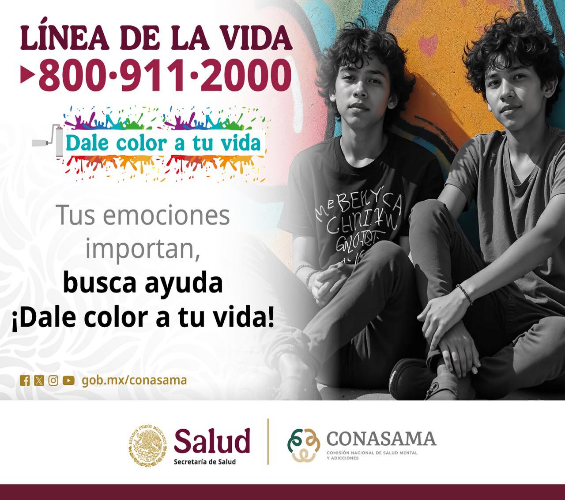 LÍNEA DE LA VIDA
800·911·2000
Dale color a tu vida
Tus emociones
importan,
busca ayuda
¡Dale color a tu vida!
gob.mx/conasama
Salud
Secretaría de Salud
CONASAMA
COMISIÓN NACIONAL DE SALUD MENTAL
Y ADICCIONES